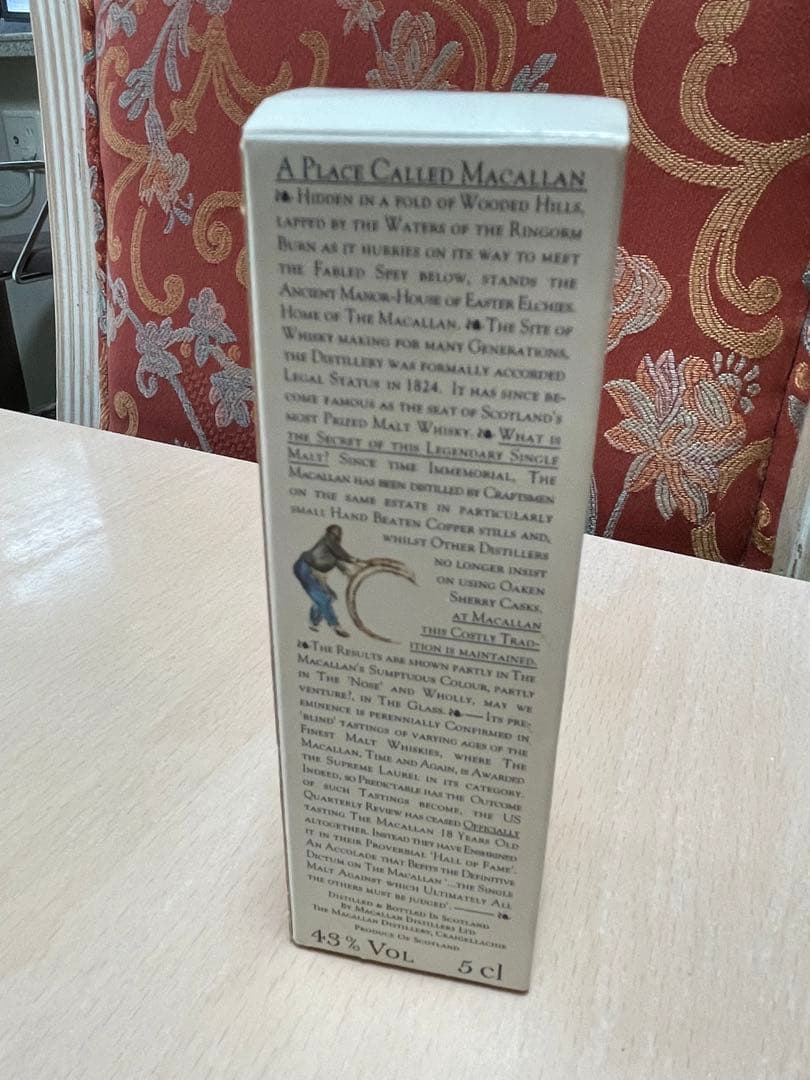 A Place Called Macallan
❧ Hidden in a fold of Wooded Hills,
lapped by the Waters of the Ringorm
Burn as it hurries on its way to meet
the Fabled Spey below, stands the
Ancient Manor-House of Easter Elchies.
Home of The Macallan. ❧ The Site of
Whisky making for many Generations,
the Distillery was formally accorded
Legal Status in 1824. It has since be-
come famous as the seat of Scotland's
most Prized Malt Whisky. ❧ What is
the Secret of this Legendary Single
Malt? Since time Immemorial, The
Macallan has been distilled by Craftsmen
on the same estate in particularly
small Hand Beaten Copper stills and,
whilst Other Distillers
no longer insist
on using Oaken
Sherry Casks,
at Macallan
this Costly Trad-
ition is maintained.
❧ The Results are shown partly in The
Macallan's Sumptuous Colour, partly
in The 'Nose' and Wholly, may we
venture?, in The Glass. ❧ — Its pre-
eminence is perennially Confirmed in
'blind' tastings of varying ages of the
Finest Malt Whiskies, where The
Macallan, Time and Again, is Awarded
the Supreme Laurel in its category.
Indeed, so Predictable has the Outcome
of such Tastings become, the US
Quarterly Review has ceased Officially
tasting The Macallan 18 Years Old
altogether. Instead they have Enshrined
it in their Proverbial 'Hall of Fame'.
An Accolade that Befits the Definitive
Dictum on The Macallan '...the Single
Malt Against which Ultimately All
the others must be judged'. — ❧
Distilled & Bottled In Scotland
By Macallan Distillers Ltd
The Macallan Distillery, Craigellachie
Produce Of Scotland
43% Vol 5 cl